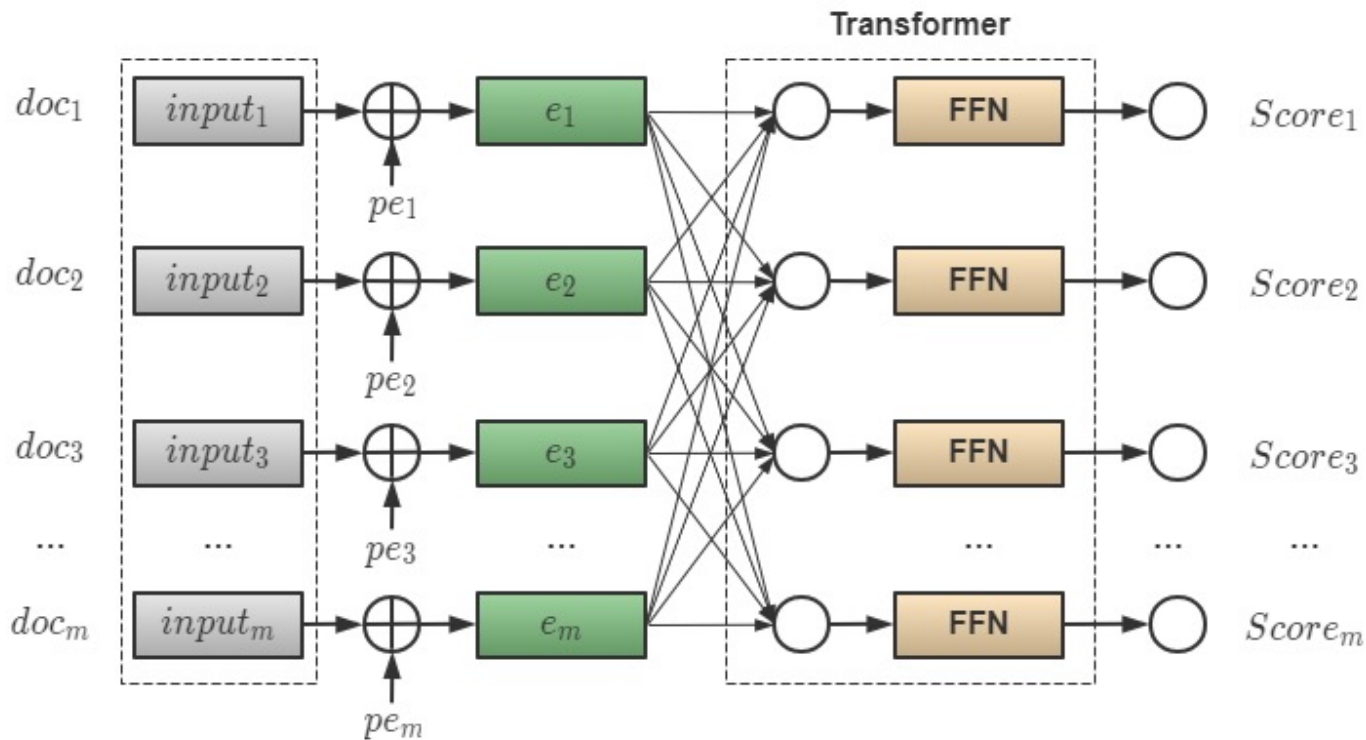 Transformer
doc₁ input₁ e₁ FFN Score₁
pe₁
doc₂ input₂ e₂ FFN Score₂
pe₂
doc₃ input₃ e₃ FFN Score₃
pe₃
... ... ... ... ... ...
docₘ inputₘ eₘ FFN Scoreₘ
peₘ